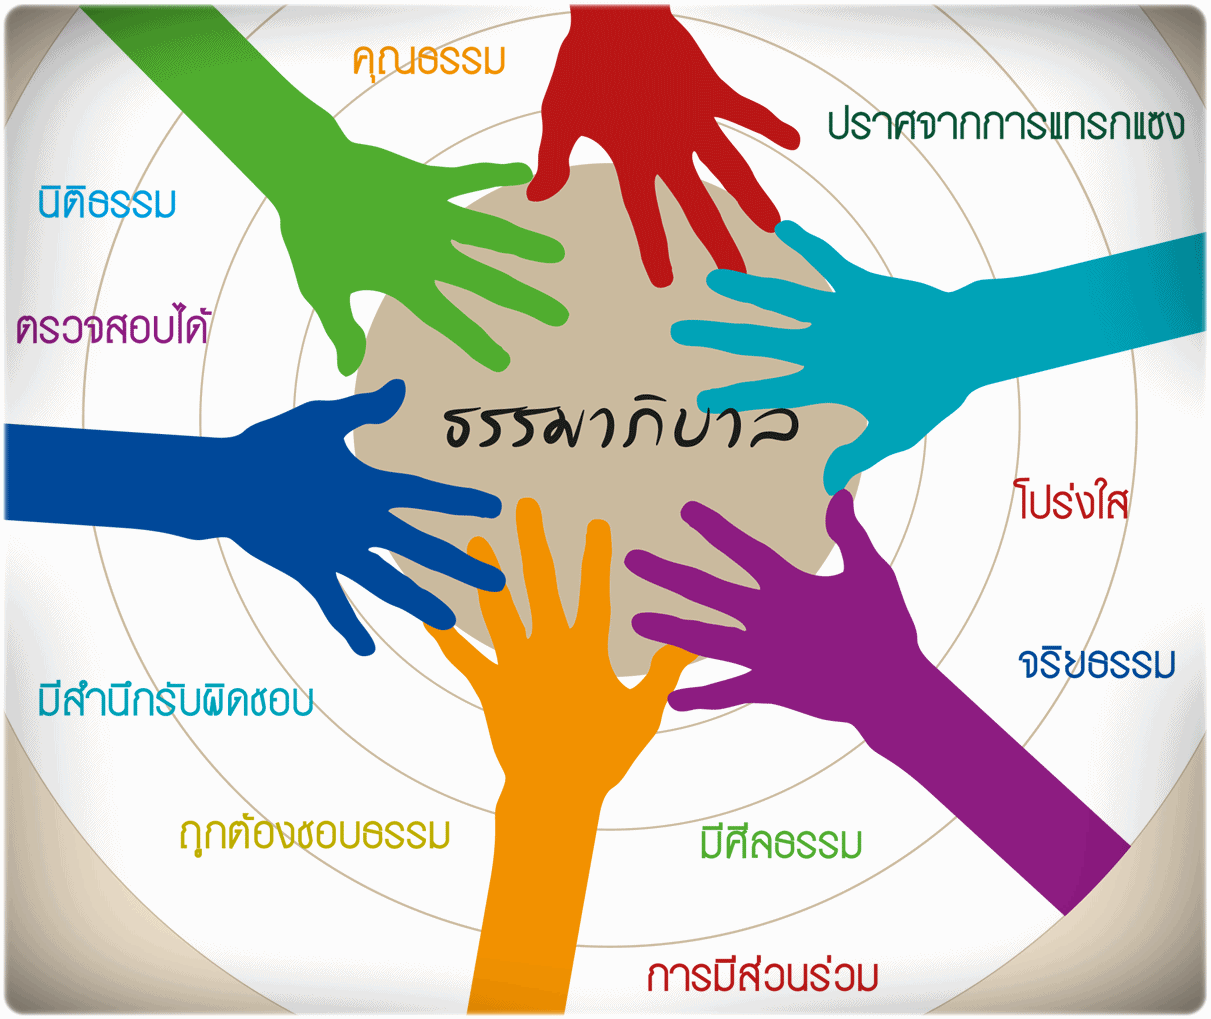 คุณธรรม
ปราศจากการแทรกแซง
นิติธรรม
ตรวจสอบได้
ธรรมาภิบาล
โปร่งใส
จริยธรรม
มีสำนึกรับผิดชอบ
ถูกต้องชอบธรรม
มีศีลธรรม
การมีส่วนร่วม